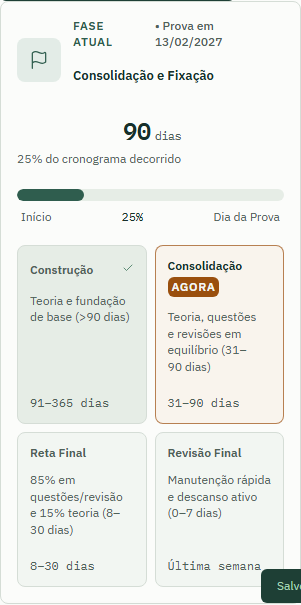 FASE
ATUAL
• Prova em
13/02/2027
Consolidação e Fixação
90 dias
25% do cronograma decorrido
Início 25% Dia da Prova
Construção
Teoria e fundação
de base (>90 dias)
91–365 dias
Consolidação
AGORA
Teoria, questões
e revisões em
equilíbrio (31–
90 dias)
31–90 dias
Reta Final
85% em
questões/revisão
e 15% teoria (8–
30 dias)
8–30 dias
Revisão Final
Manutenção rápida
e descanso ativo
(0–7 dias)
Última semana